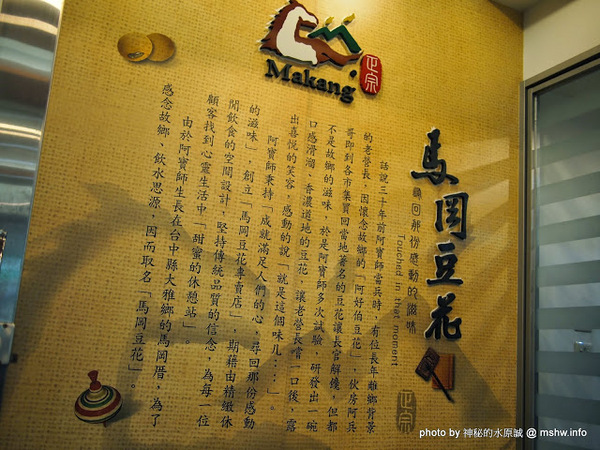 Makang
正宗
馬岡豆花
尋回那份感動的滋味
Touched in that moment
正宗
話說三十年前阿寶師當兵時，有位長年離鄉背景
的老營長，因懷念故鄉的「阿好伯豆花」，伙房阿兵
哥即到各市集買回當地著名的豆花讓長官解饞，但都
不是故鄉的滋味，於是阿寶師多次試驗，研發出一碗
口感滑溜、香濃道地的豆花，讓老營長嘗一口後，露
出喜悅的笑容，感動的說「就是這個味ㄦ…」。
阿寶師秉持「成就滿足人們的心，尋回那份感動
的滋味」，創立「馬岡豆花專賣店」，期藉由精緻休
閒飲食的空間設計，堅持傳統品質的信念，為每一位
顧客找到心靈生活中「甜蜜的休憩站」。
由於阿寶師生長在台中縣大雅鄉的馬岡厝，為了
感念故鄉、飲水思源，因而取名「馬岡豆花」。
photo by 神秘的水原誠 @ mshw.info